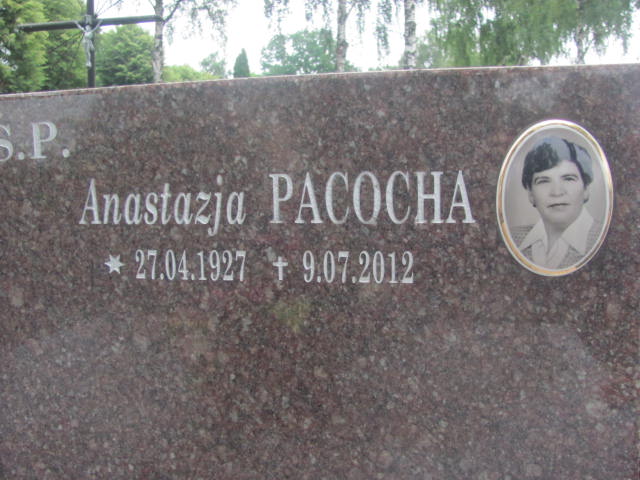 Ś.P.
Anastazja PACOCHA
* 27.04.1927 ✝ 9.07.2012